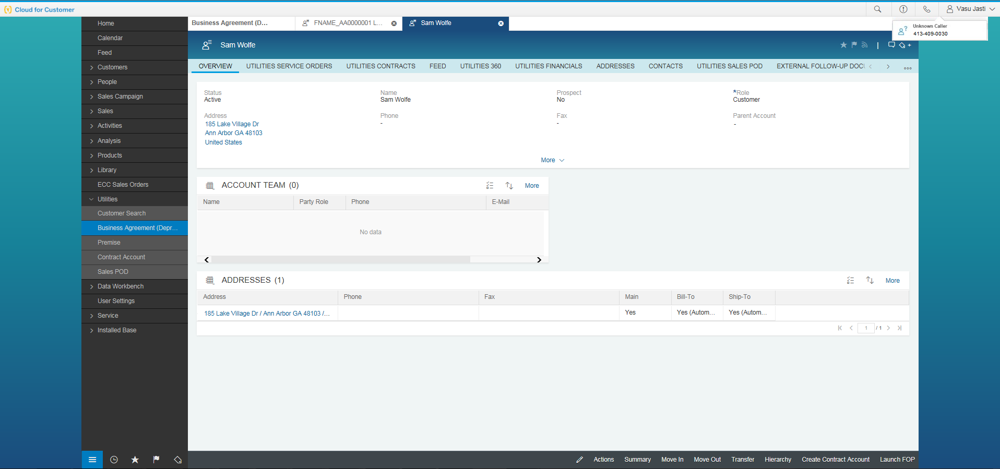 Cloud for Customer
Vasu Jasti
Unknown Caller
413-409-0030
Home
Calendar
Feed
Customers
People
Sales Campaign
Sales
Activities
Analysis
Products
Library
ECC Sales Orders
Utilities
Customer Search
Business Agreement (Depr...
Premise
Contract Account
Sales POD
Data Workbench
User Settings
Service
Installed Base
Business Agreement (D... FNAME_AA0000001 L... Sam Wolfe
Sam Wolfe
OVERVIEW UTILITIES SERVICE ORDERS UTILITIES CONTRACTS FEED UTILITIES 360 UTILITIES FINANCIALS ADDRESSES CONTACTS UTILITIES SALES POD EXTERNAL FOLLOW-UP DOCU
Status Name Prospect *Role
Active Sam Wolfe No Customer
Address Phone Fax Parent Account
185 Lake Village Dr - - -
Ann Arbor GA 48103
United States
More
ACCOUNT TEAM (0) More
Name Party Role Phone E-Mail
No data
ADDRESSES (1) More
Address Phone Fax Main Bill-To Ship-To
185 Lake Village Dr / Ann Arbor GA 48103 /... Yes Yes (Autom... Yes (Autom...
1 / 1
Actions Summary Move In Move Out Transfer Hierarchy Create Contract Account Launch FOP